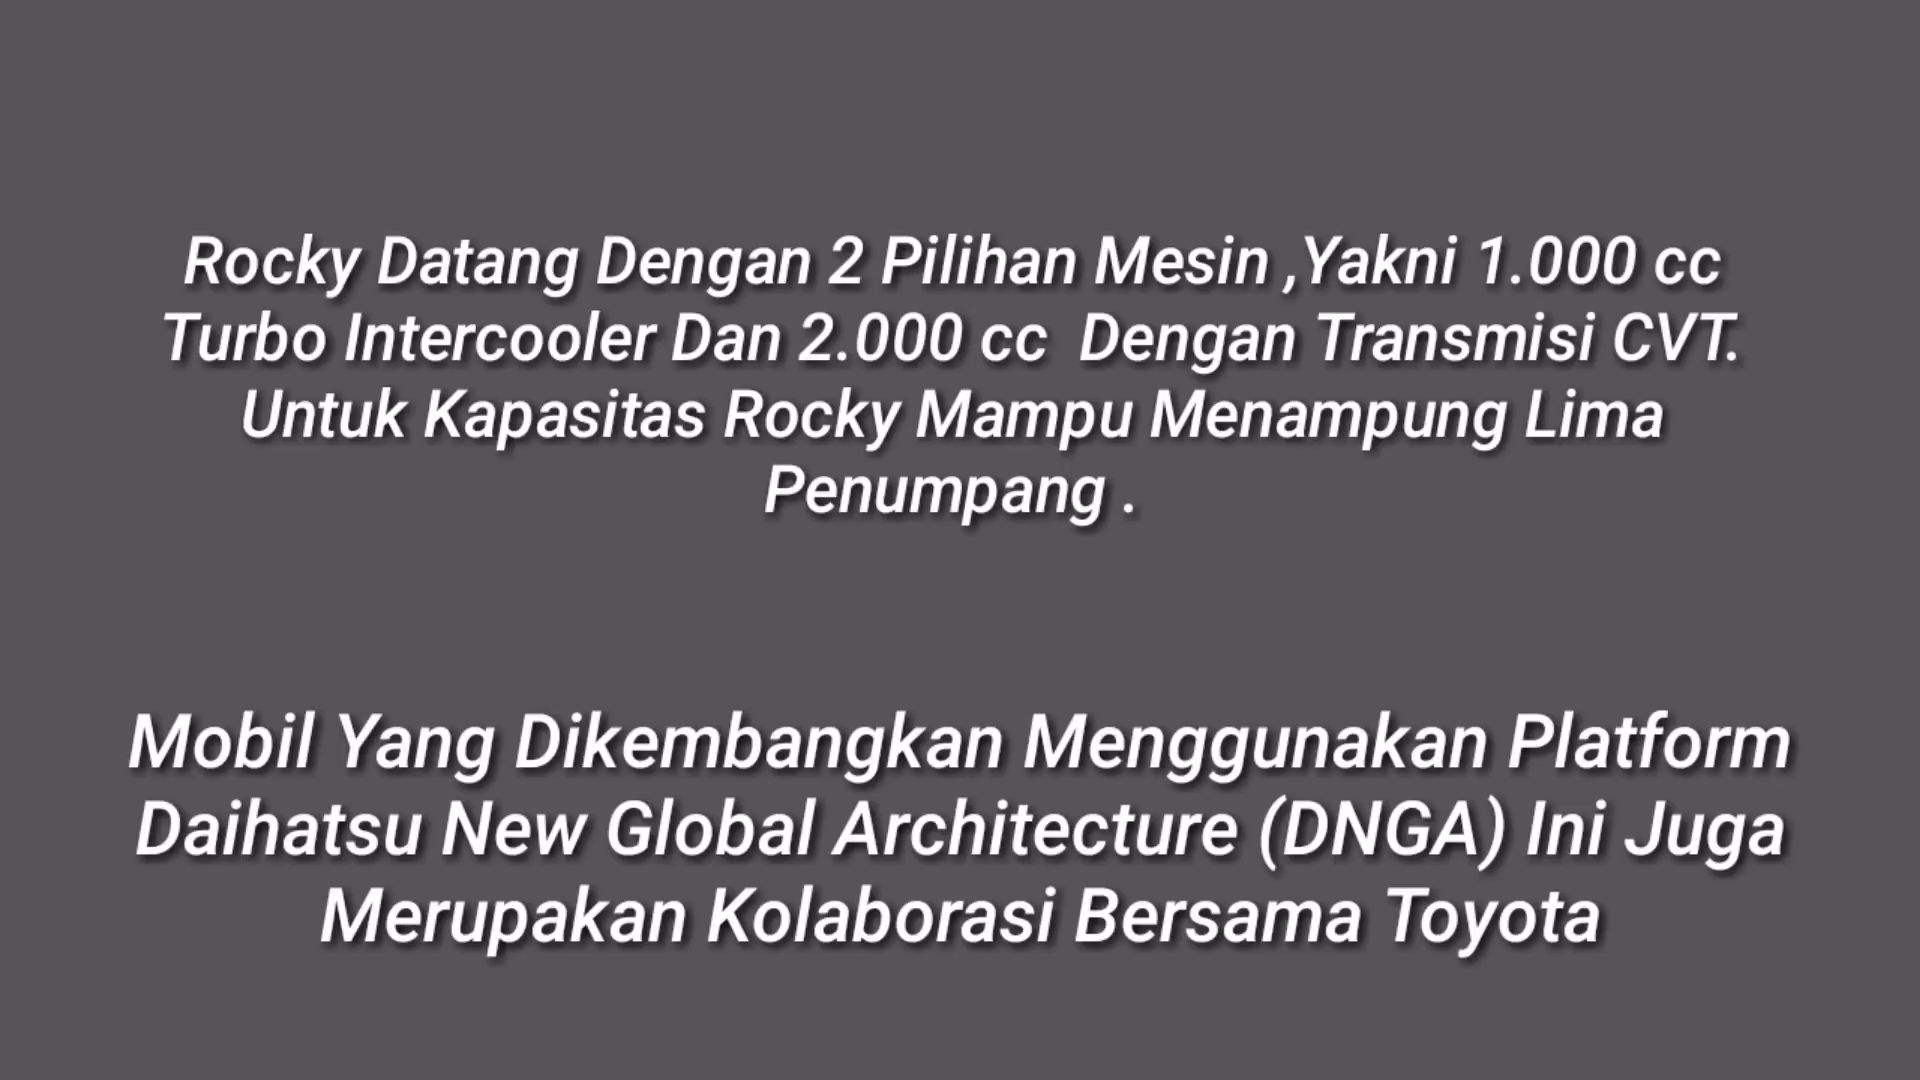 Rocky Datang Dengan 2 Pilihan Mesin ,Yakni 1.000 cc
Turbo Intercooler Dan 2.000 cc  Dengan Transmisi CVT.
Untuk Kapasitas Rocky Mampu Menampung Lima
Penumpang .
Mobil Yang Dikembangkan Menggunakan Platform
Daihatsu New Global Architecture (DNGA) Ini Juga
Merupakan Kolaborasi Bersama Toyota